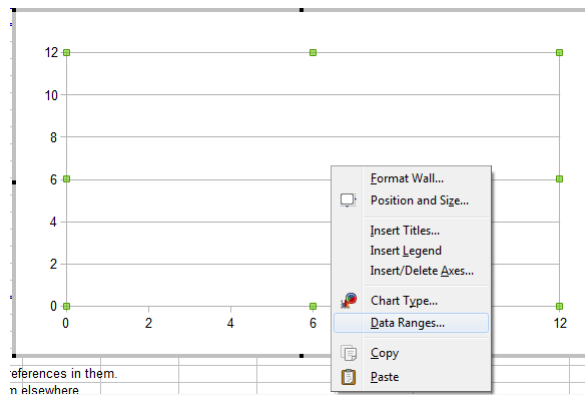 12
10
8
6
4
2
0
0 2 4 6 12
Format Wall...
Position and Size...
Insert Titles...
Insert Legend
Insert/Delete Axes...
Chart Type...
Data Ranges...
Copy
Paste
eferences in them.
elsewhere